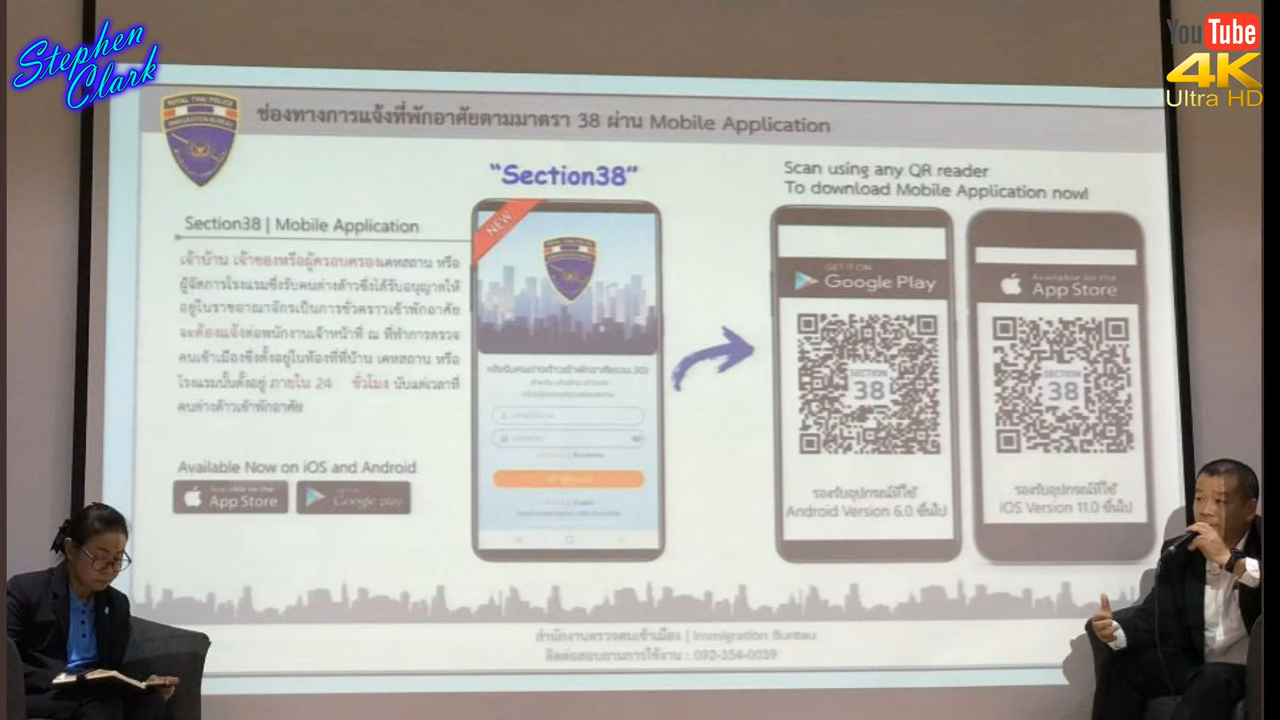 Stephen
Clark
YouTube
4K
Ultra HD
ROYAL THAI POLICE
IMMIGRATION BUREAU
ช่องทางการแจ้งที่พักอาศัยตามมาตรา 38 ผ่าน Mobile Application
"Section38"
Scan using any QR reader
To download Mobile Application now!
Section38 | Mobile Application
เจ้าบ้าน เจ้าของหรือผู้ครอบครองเคหสถาน หรือ
ผู้จัดการโรงแรมซึ่งรับคนต่างด้าวซึ่งได้รับอนุญาตให้
อยู่ในราชอาณาจักรเป็นการชั่วคราวเข้าพักอาศัย
จะต้องแจ้งต่อพนักงานเจ้าหน้าที่ ณ ที่ทำการตรวจ
คนเข้าเมืองซึ่งตั้งอยู่ในท้องที่ที่บ้าน เคหสถาน หรือ
โรงแรมนั้นตั้งอยู่ ภายใน 24 ชั่วโมง นับแต่เวลาที่
คนต่างด้าวเข้าพักอาศัย
Available Now on iOS and Android
Available on the
App Store
Google play
NEW
GET IT ON
Google Play
SECTION
38
รองรับอุปกรณ์ที่ใช้
Android Version 6.0 ขึ้นไป
Available on the
App Store
SECTION
38
รองรับอุปกรณ์ที่ใช้
iOS Version 11.0 ขึ้นไป
สำนักงานตรวจคนเข้าเมือง | Immigration Bureau
ติดต่อสอบถามการใช้งาน : 092-354-0039